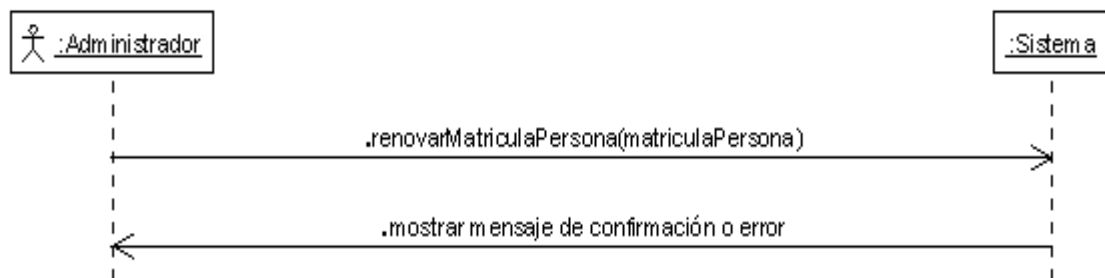 :Administrador
:Sistema
.renovarMatriculaPersona(matriculaPersona)
.mostrar mensaje de confirmación o error